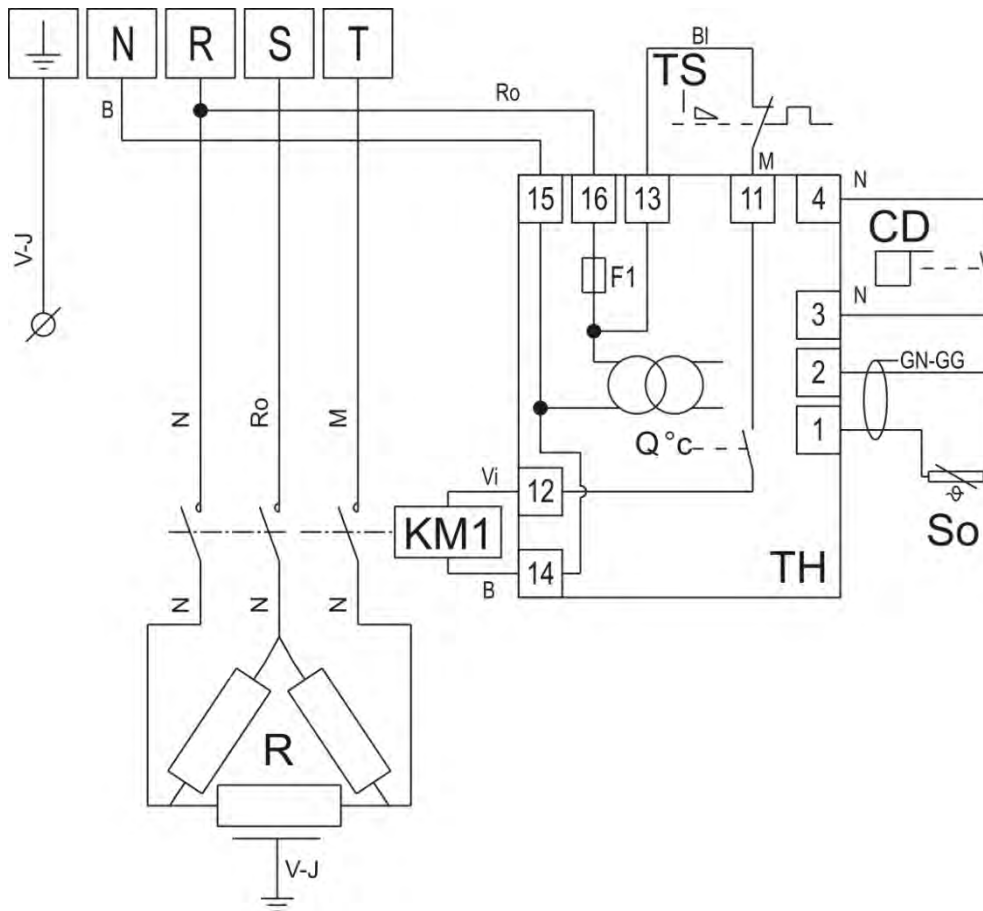 N R S T
Bl
TS
B
Ro
M
15 16 13 11 4 N
CD
V-J
F1
3 N
2 GN-GG
1
N Ro M
Q °c
Vi 12
KM1
So
14 TH
B
N N N
R
V-J